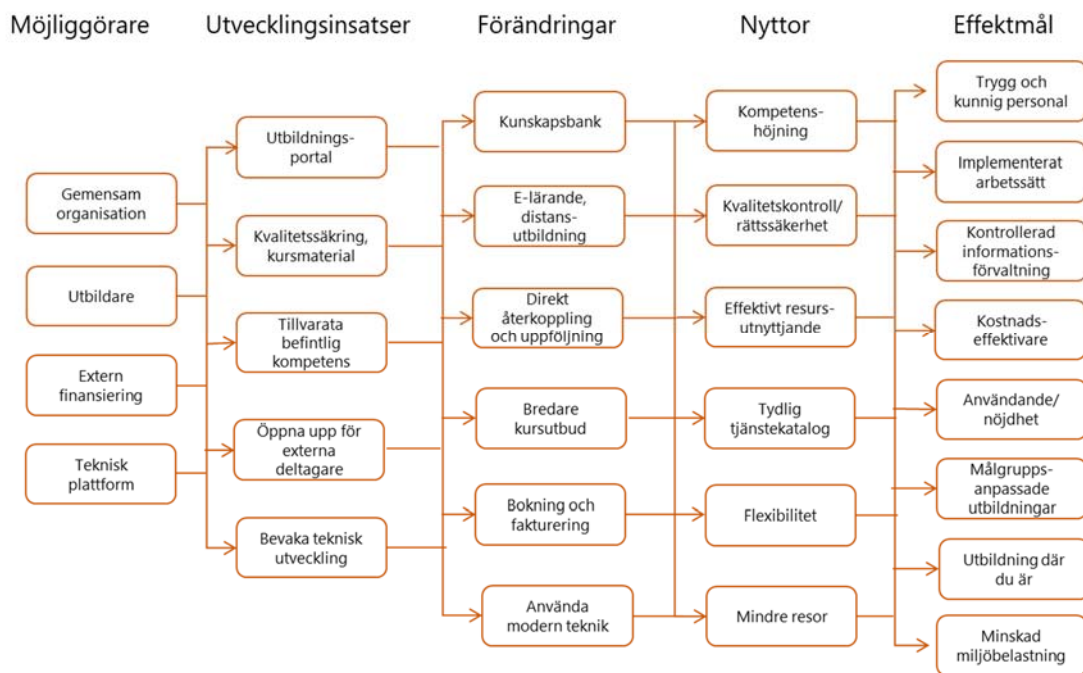 Möjliggörare
Utvecklingsinsatser
Förändringar
Nyttor
Effektmål
Gemensam
organisation
Utbildare
Extern
finansiering
Teknisk
plattform
Utbildnings-
portal
Kvalitetssäkring,
kursmaterial
Tillvarata
befintlig
kompetens
Öppna upp för
externa
deltagare
Bevaka teknisk
utveckling
Kunskapsbank
E-lärande,
distans-
utbildning
Direkt
återkoppling
och uppföljning
Bredare
kursutbud
Bokning och
fakturering
Använda
modern teknik
Kompetens-
höjning
Kvalitetskontroll/
rättssäkerhet
Effektivt resurs-
utnyttjande
Tydlig
tjänstekatalog
Flexibilitet
Mindre resor
Trygg och
kunnig personal
Implementerat
arbetssätt
Kontrollerad
informations-
förvaltning
Kostnads-
effektivare
Användande/
nöjdhet
Målgrupps-
anpassade
utbildningar
Utbildning där
du är
Minskad
miljöbelastning